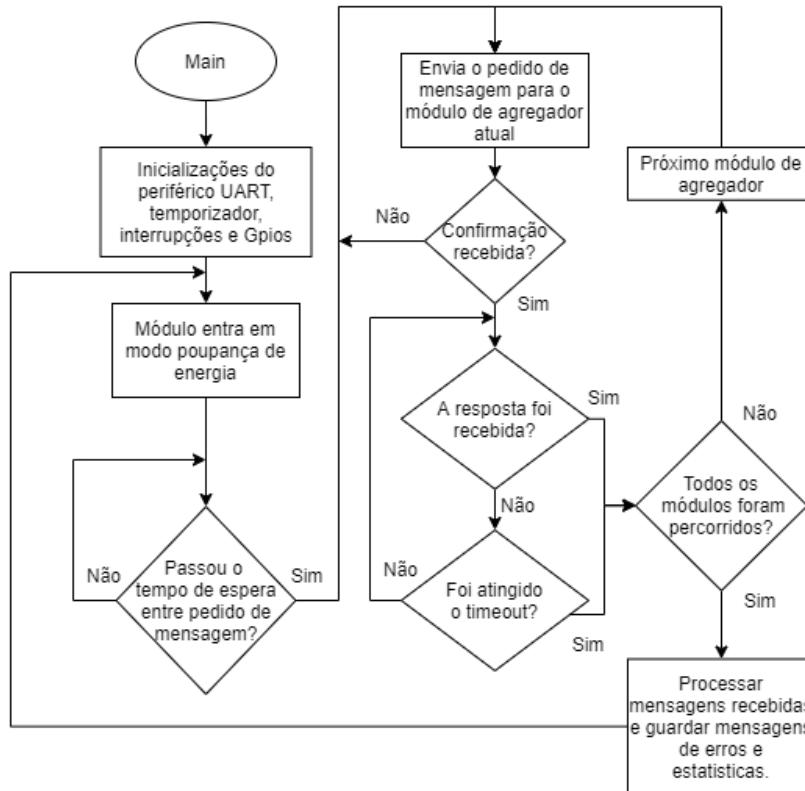 Main
Inicializações do
periférico UART,
temporizador,
interrupções e Gpios
Módulo entra em
modo poupança de
energia
Passou o
tempo de espera
entre pedido de
mensagem?
Não
Sim
Envia o pedido de
mensagem para o
módulo de agregador
atual
Confirmação
recebida?
Não
Sim
A resposta foi
recebida?
Sim
Não
Foi atingido
o timeout?
Não
Sim
Próximo módulo de
agregador
Não
Todos os
módulos foram
percorridos?
Sim
Processar
mensagens recebidas
e guardar mensagens
de erros e
estatisticas.